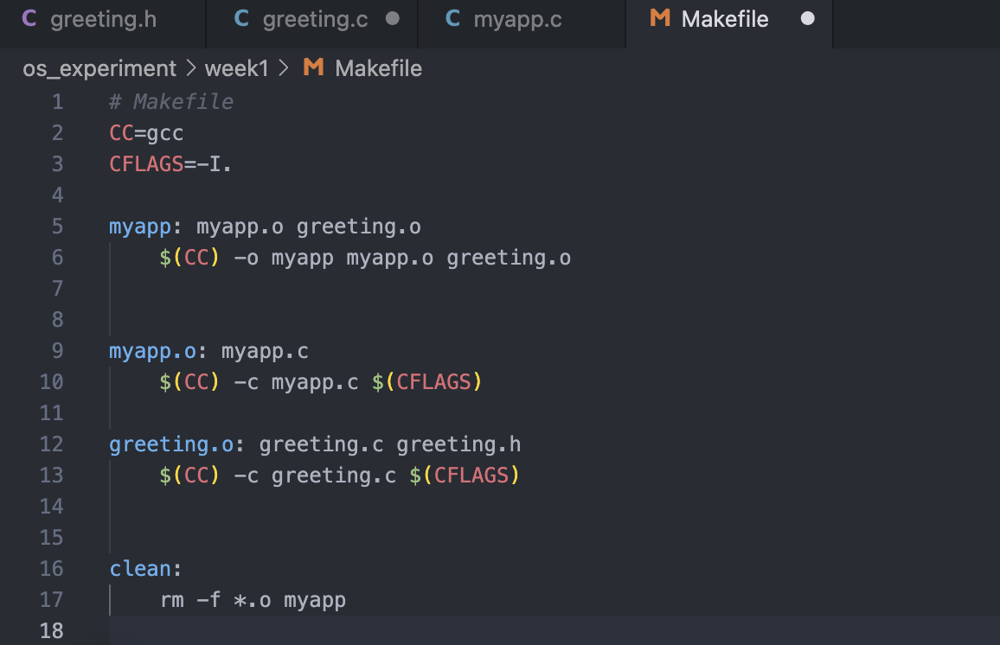 C greeting.h C greeting.c C myapp.c M Makefile
os_experiment > week1 > M Makefile
1 # Makefile
2 CC=gcc
3 CFLAGS=-I.
4
5 myapp: myapp.o greeting.o
6     $(CC) -o myapp myapp.o greeting.o
7
8
9 myapp.o: myapp.c
10     $(CC) -c myapp.c $(CFLAGS)
11
12 greeting.o: greeting.c greeting.h
13     $(CC) -c greeting.c $(CFLAGS)
14
15
16 clean:
17     rm -f *.o myapp
18